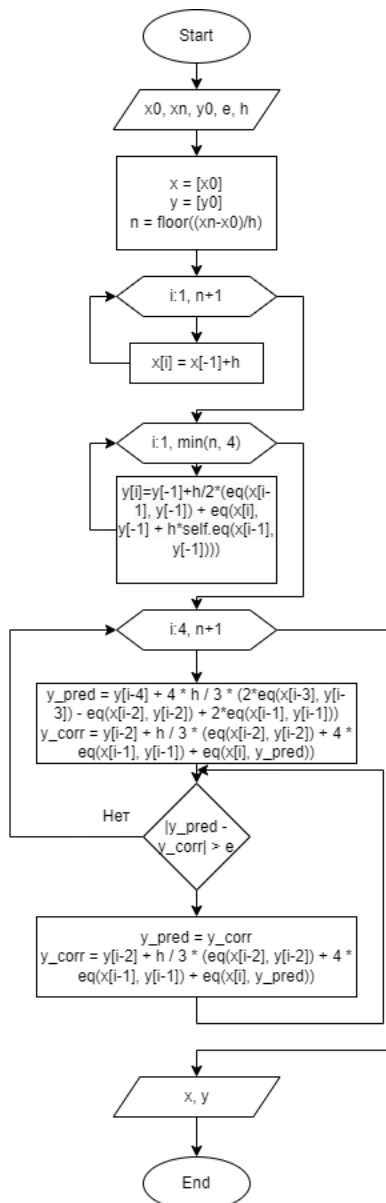 Start
x0, xn, y0, e, h
x = [x0]
y = [y0]
n = floor((xn-x0)/h)
i:1, n+1
x[i] = x[-1]+h
i:1, min(n, 4)
y[i]=y[-1]+h/2*(eq(x[i-
1], y[-1]) + eq(x[i],
y[-1] + h*self.eq(x[i-1],
y[-1])))
i:4, n+1
y_pred = y[i-4] + 4 * h / 3 * (2*eq(x[i-3], y[i-
3]) - eq(x[i-2], y[i-2]) + 2*eq(x[i-1], y[i-1]))
y_corr = y[i-2] + h / 3 * (eq(x[i-2], y[i-2]) + 4 *
eq(x[i-1], y[i-1]) + eq(x[i], y_pred))
Нет
|y_pred -
y_corr| > e
y_pred = y_corr
y_corr = y[i-2] + h / 3 * (eq(x[i-2], y[i-2]) + 4 *
eq(x[i-1], y[i-1]) + eq(x[i], y_pred))
x, y
End